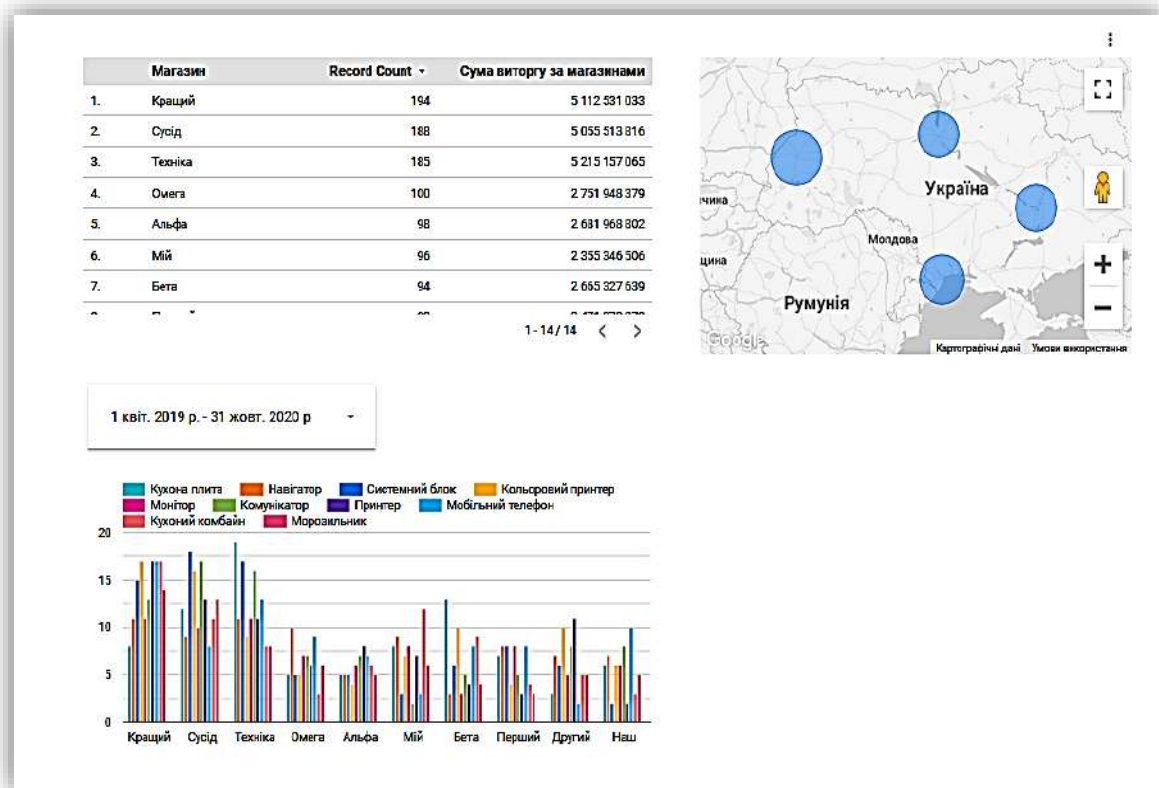 Магазин Record Count Сума виторгу за магазинами
1. Кращий 194 5 112 531 033
2. Сусід 188 5 055 513 816
3. Техніка 185 5 215 157 065
4. Омега 100 2 751 948 379
5. Альфа 98 2 681 968 802
6. Мій 96 2 355 346 506
7. Бета 94 2 665 327 639
1 - 14 / 14
Україна
Молдова
Румунія
Google
Картографічні дані Умови використання
1 квіт. 2019 р. - 31 жовт. 2020 р
Кухона плита Навігатор Системний блок Кольоровий принтер
Монітор Комунікатор Принтер Мобільний телефон
Кухоний комбайн Морозильник
20
15
10
5
0
Кращий Сусід Техніка Омега Альфа Мій Бета Перший Другий Наш